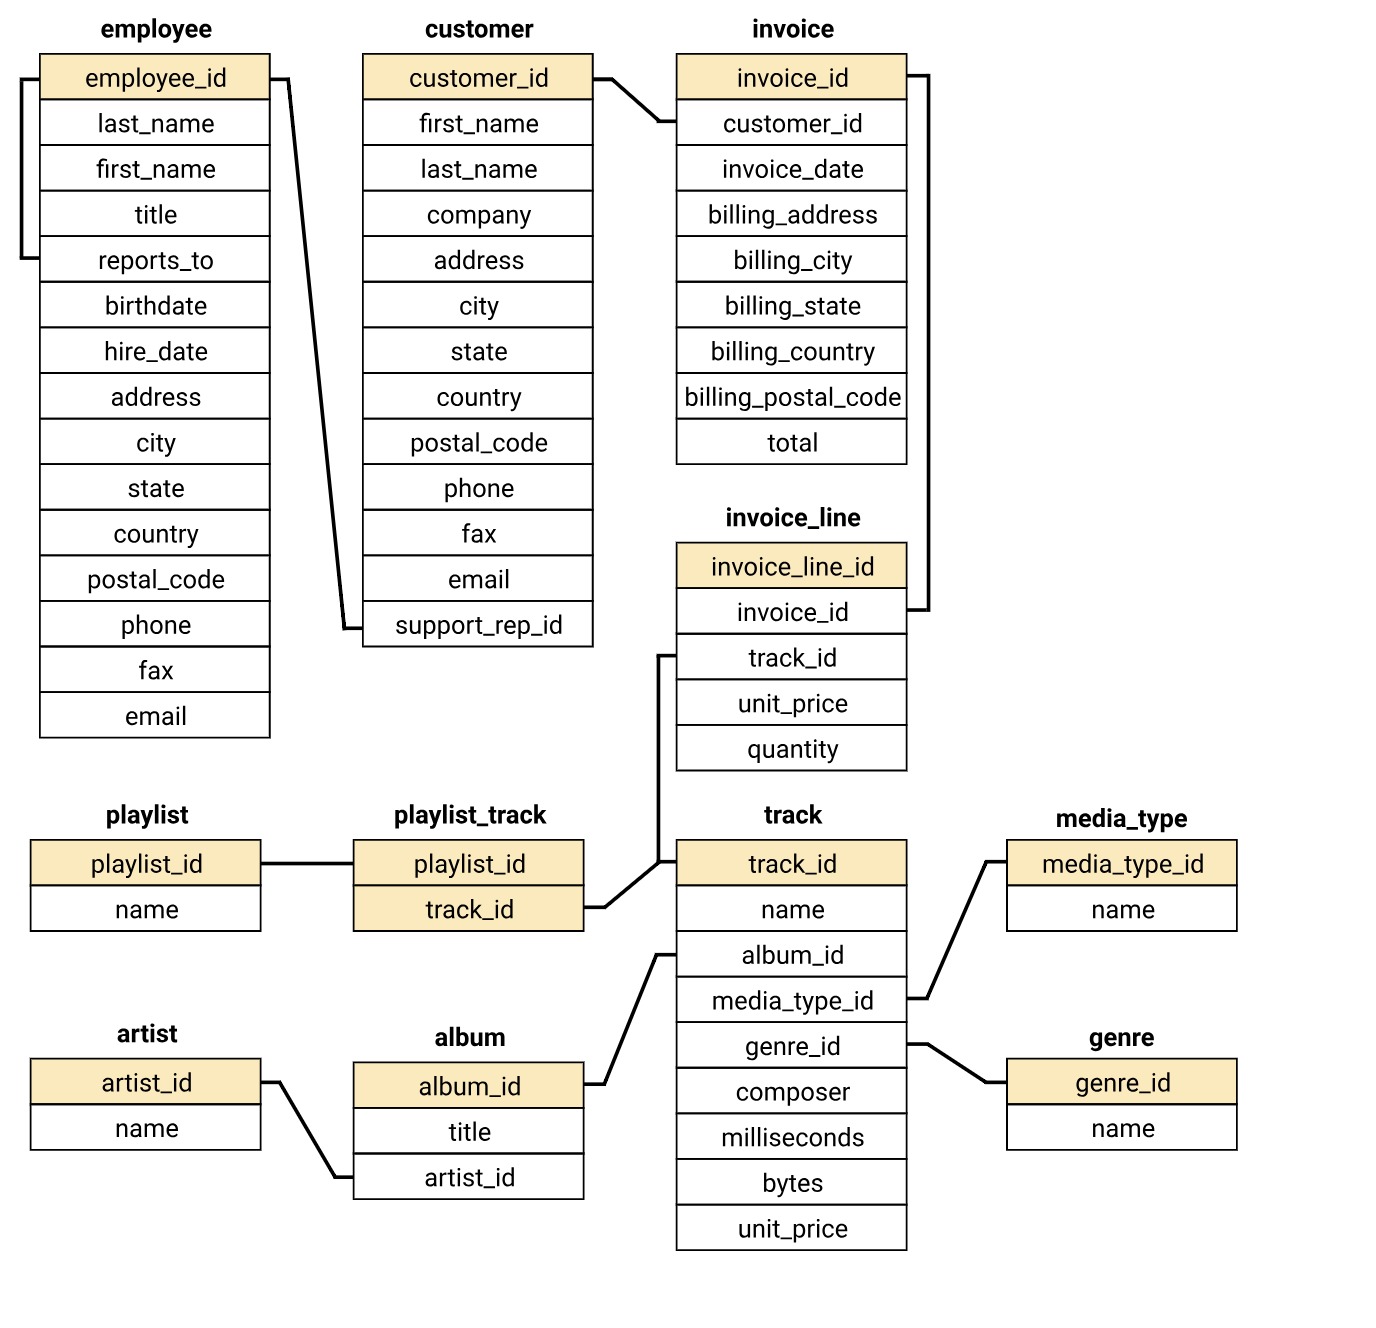 employee
employee_id
last_name
first_name
title
reports_to
birthdate
hire_date
address
city
state
country
postal_code
phone
fax
email
customer
customer_id
first_name
last_name
company
address
city
state
country
postal_code
phone
fax
email
support_rep_id
invoice
invoice_id
customer_id
invoice_date
billing_address
billing_city
billing_state
billing_country
billing_postal_code
total
invoice_line
invoice_line_id
invoice_id
track_id
unit_price
quantity
playlist
playlist_id
name
playlist_track
playlist_id
track_id
track
track_id
name
album_id
media_type_id
genre_id
composer
milliseconds
bytes
unit_price
media_type
media_type_id
name
artist
artist_id
name
album
album_id
title
artist_id
genre
genre_id
name